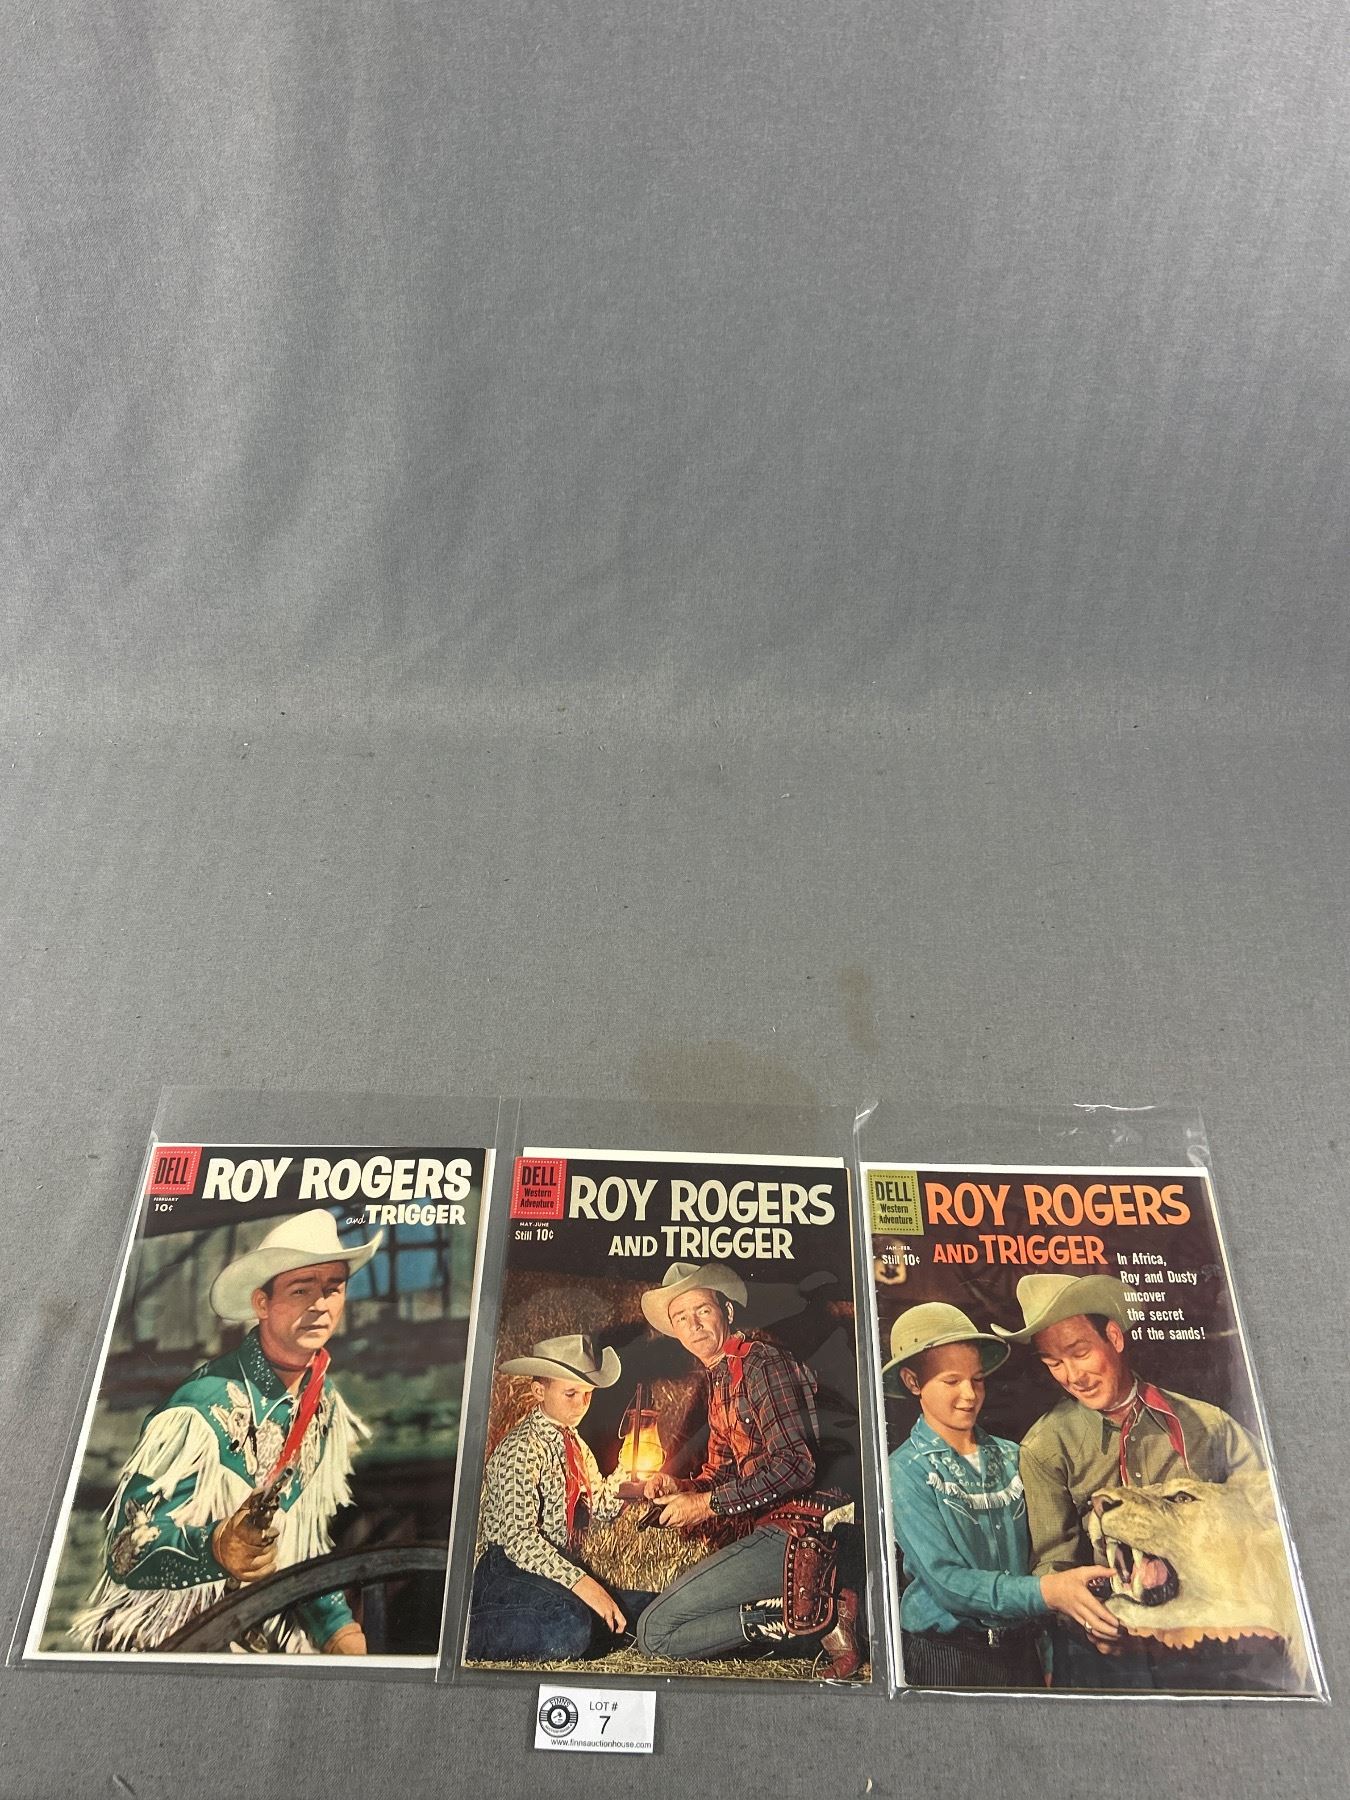 DELL
FEBRUARY
10¢
ROY ROGERS
and TRIGGER
DELL
Western
Adventure
MAY-JUNE
Still 10¢
ROY ROGERS
AND TRIGGER
DELL
Western
Adventure
JAN.-FEB.
Still 10¢
ROY ROGERS
AND TRIGGER
In Africa,
Roy and Dusty
uncover
the secret
of the sands!
FINNS
LOT #
7
www.finnsauctionhouse.com